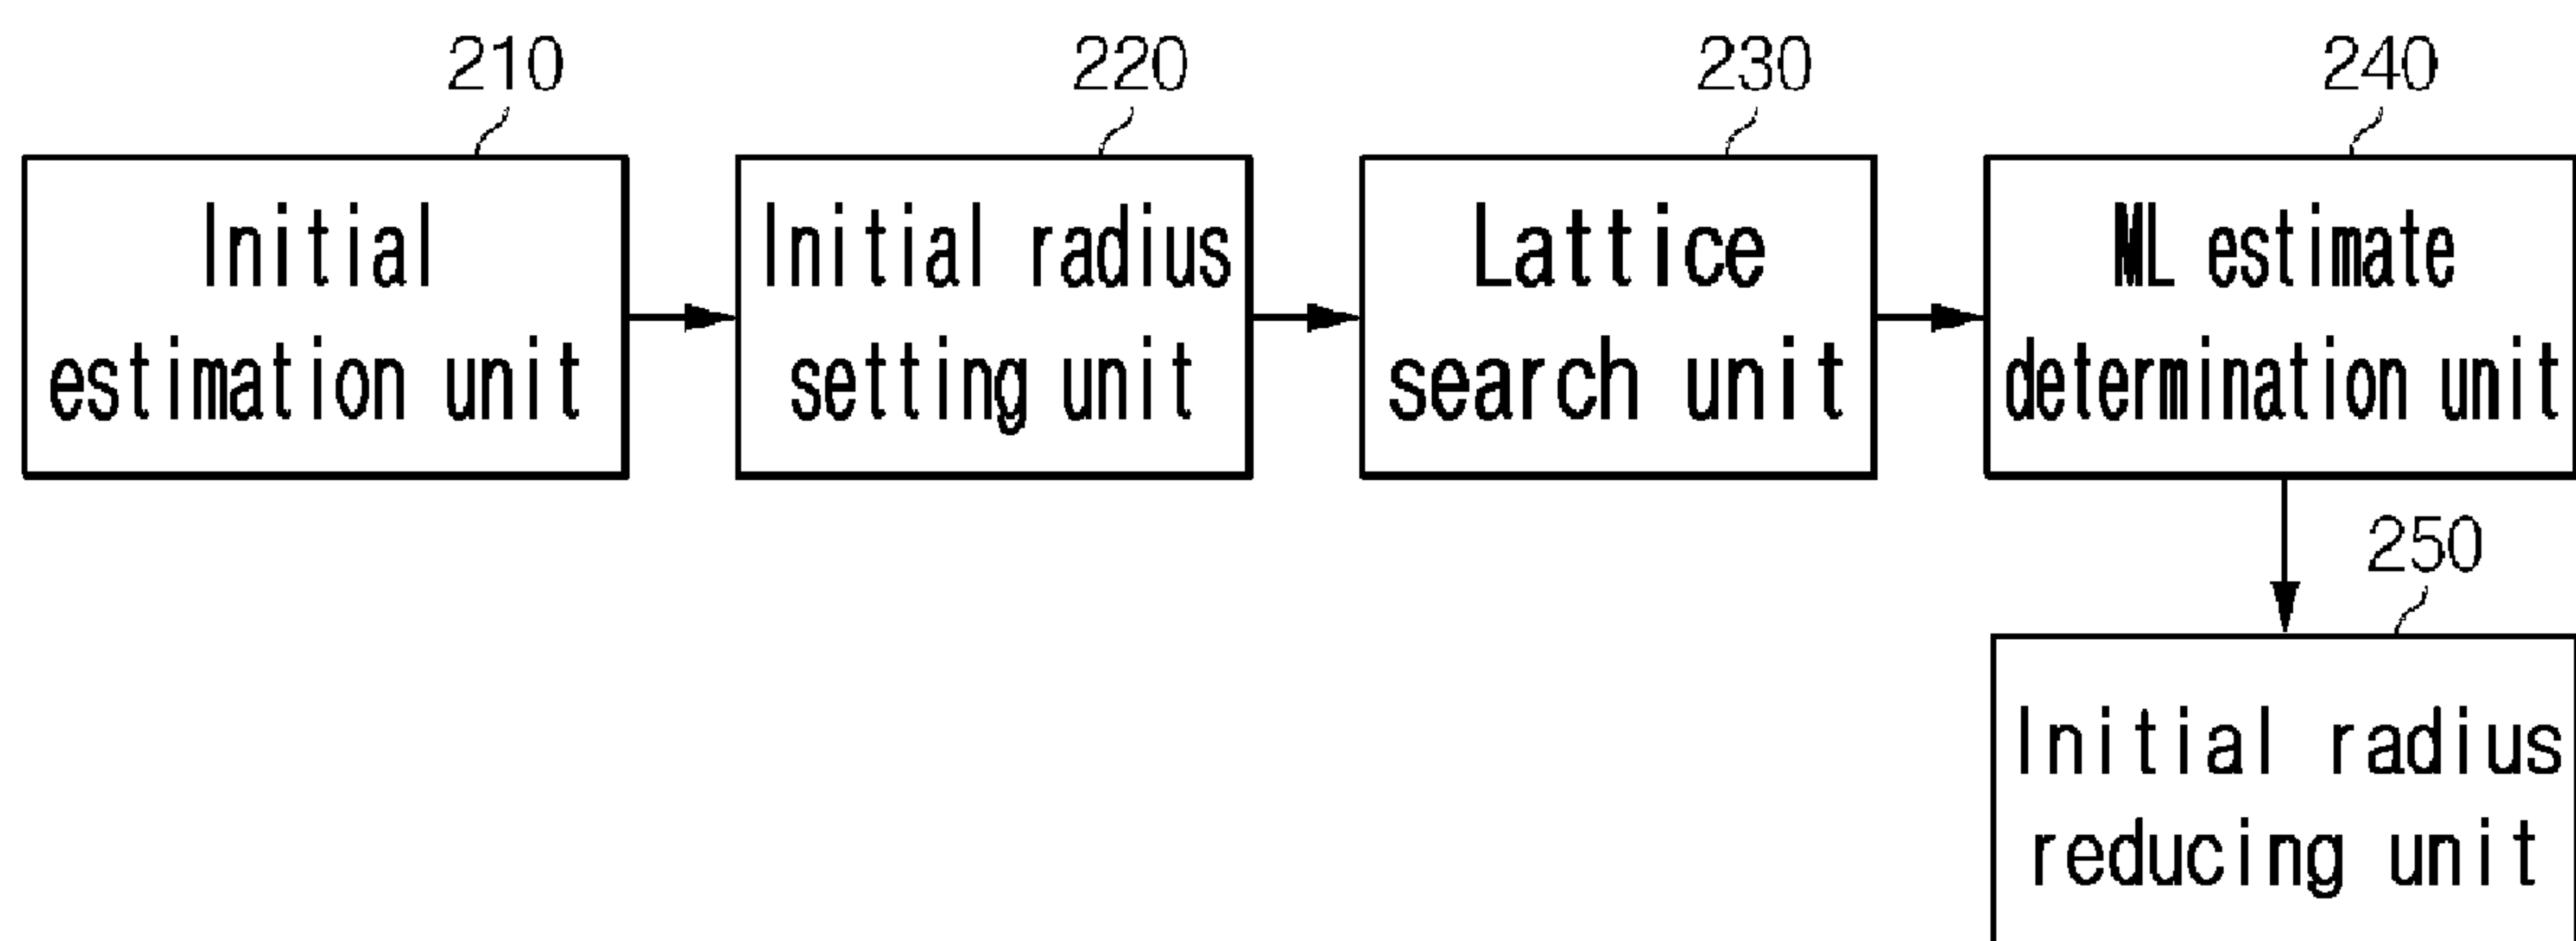 210
Initial
estimation unit
220
Initial radius
setting unit
230
Lattice
search unit
240
ML estimate
determination unit
250
Initial radius
reducing unit